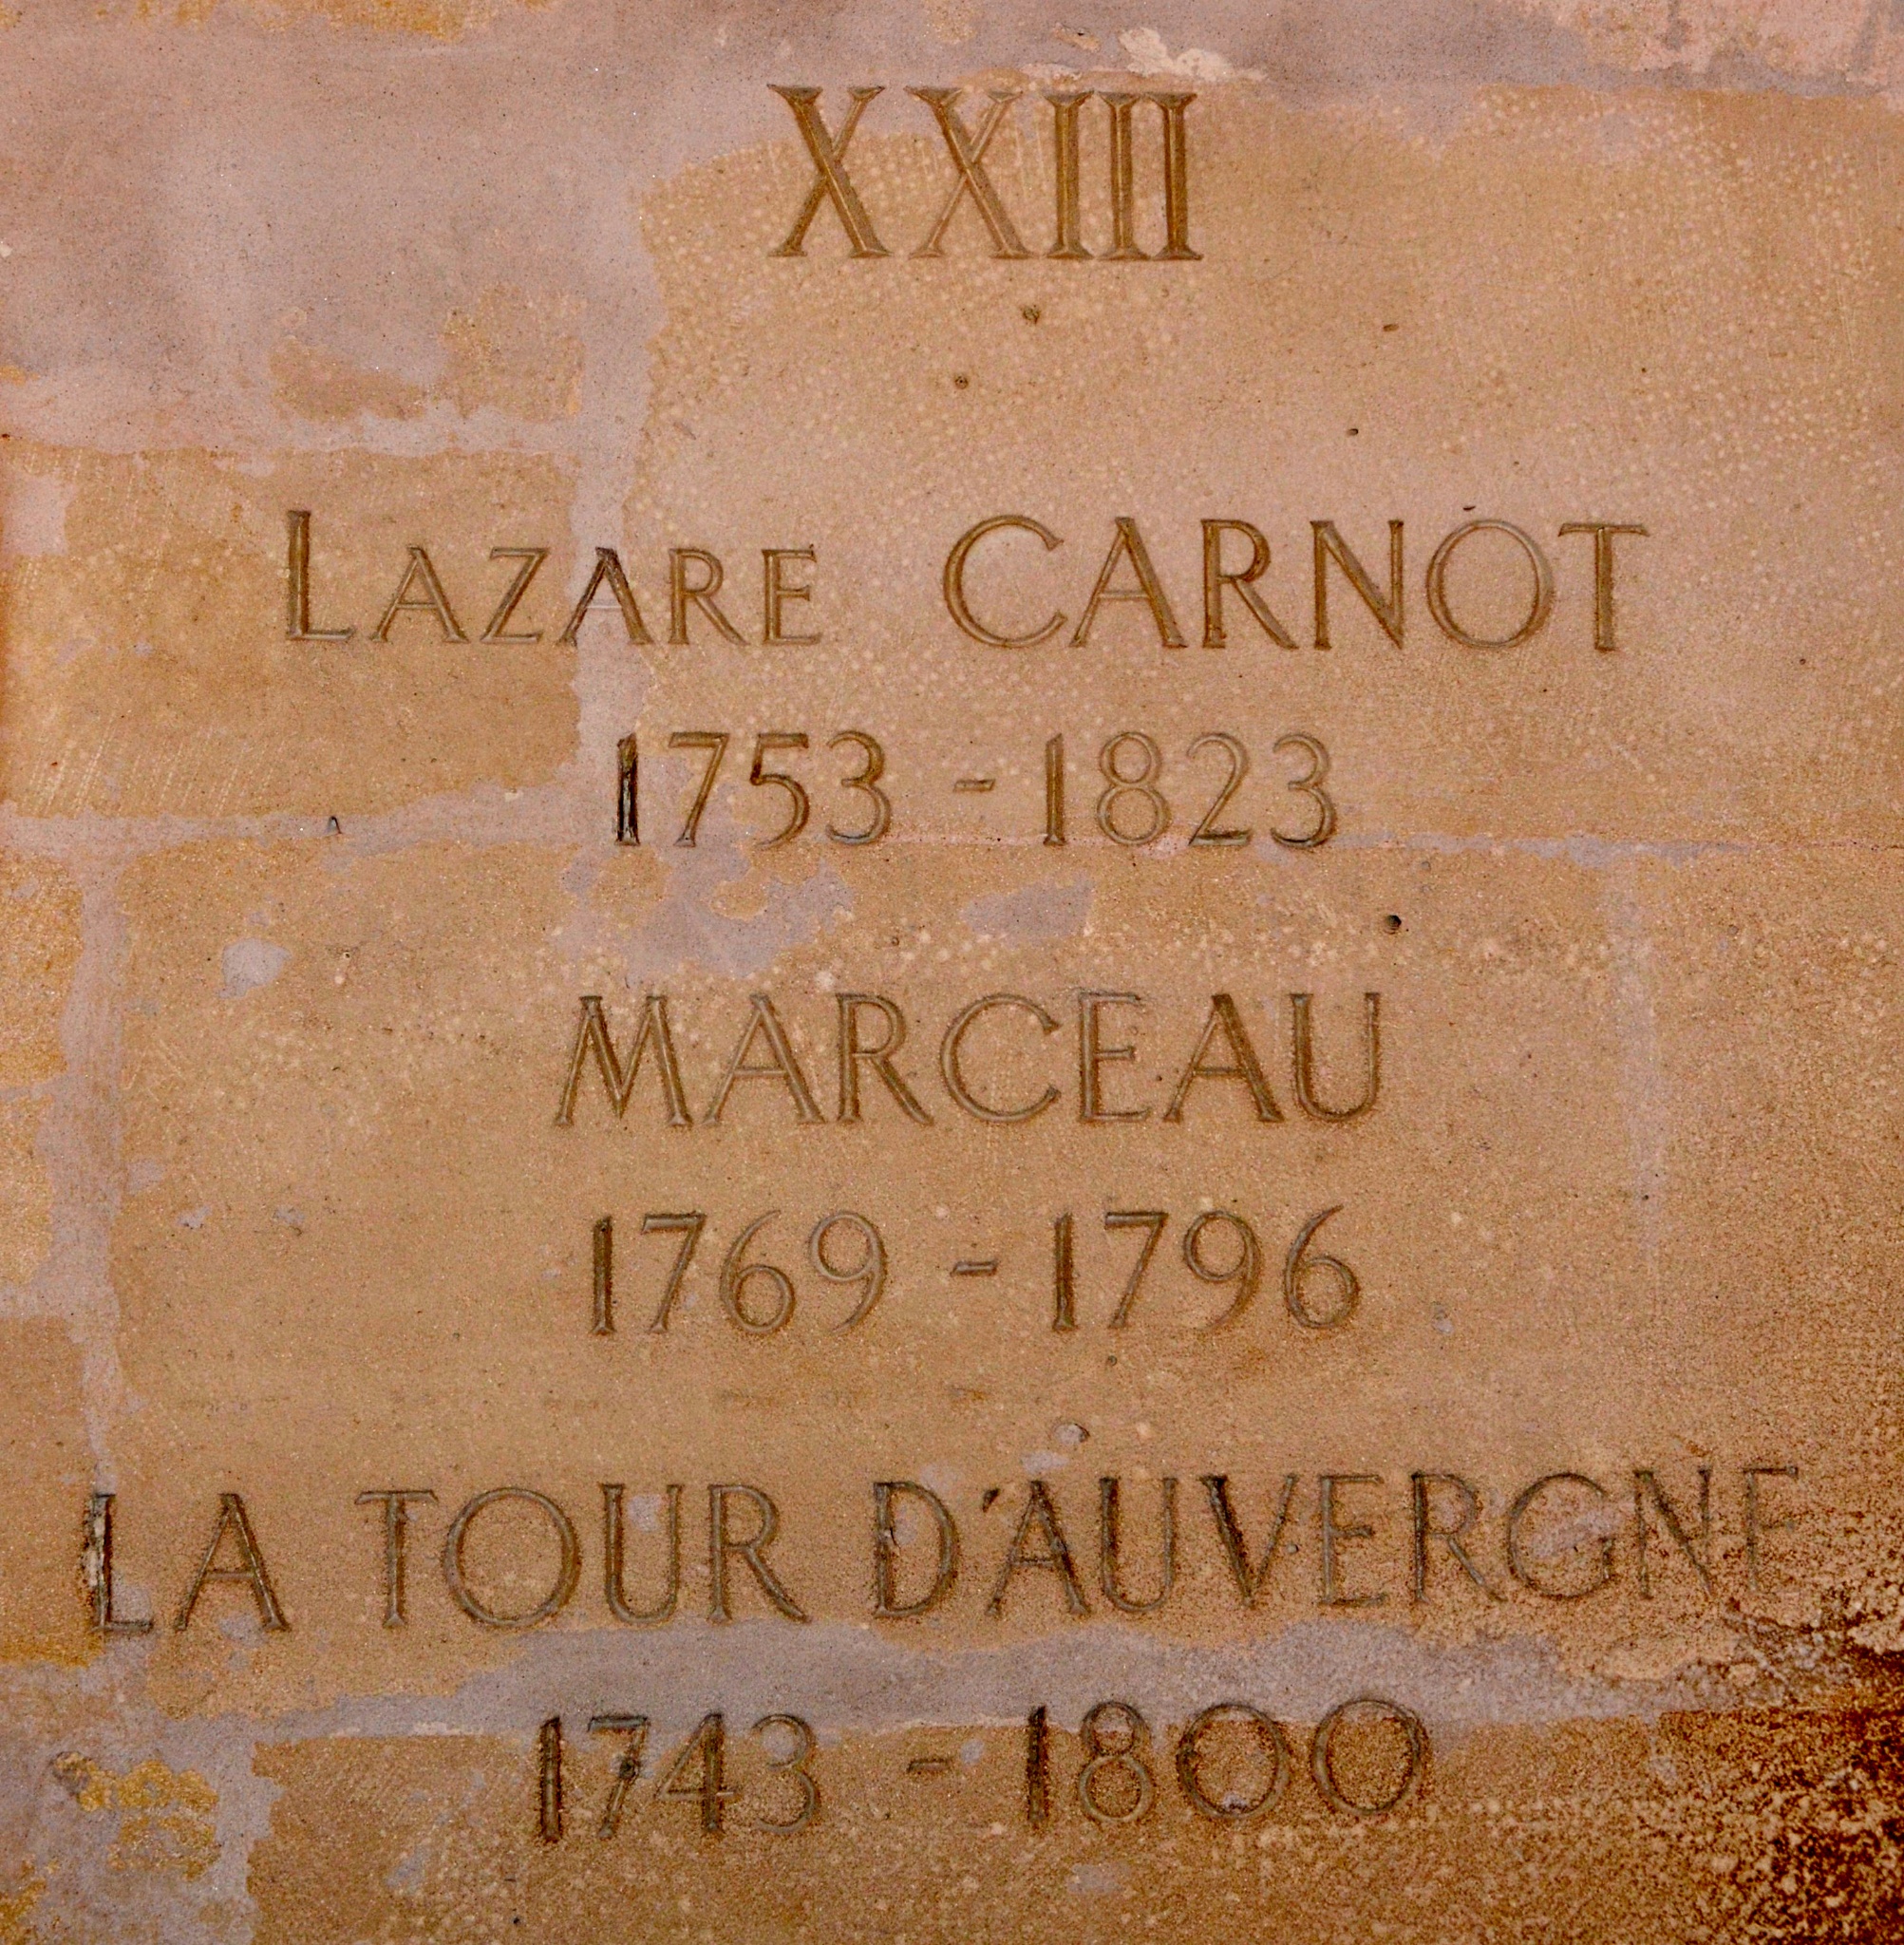 XXIII
LAZARE CARNOT
1753 - 1823
MARCEAU
1769 - 1796
LA TOUR D'AUVERGNE
1743 - 1800